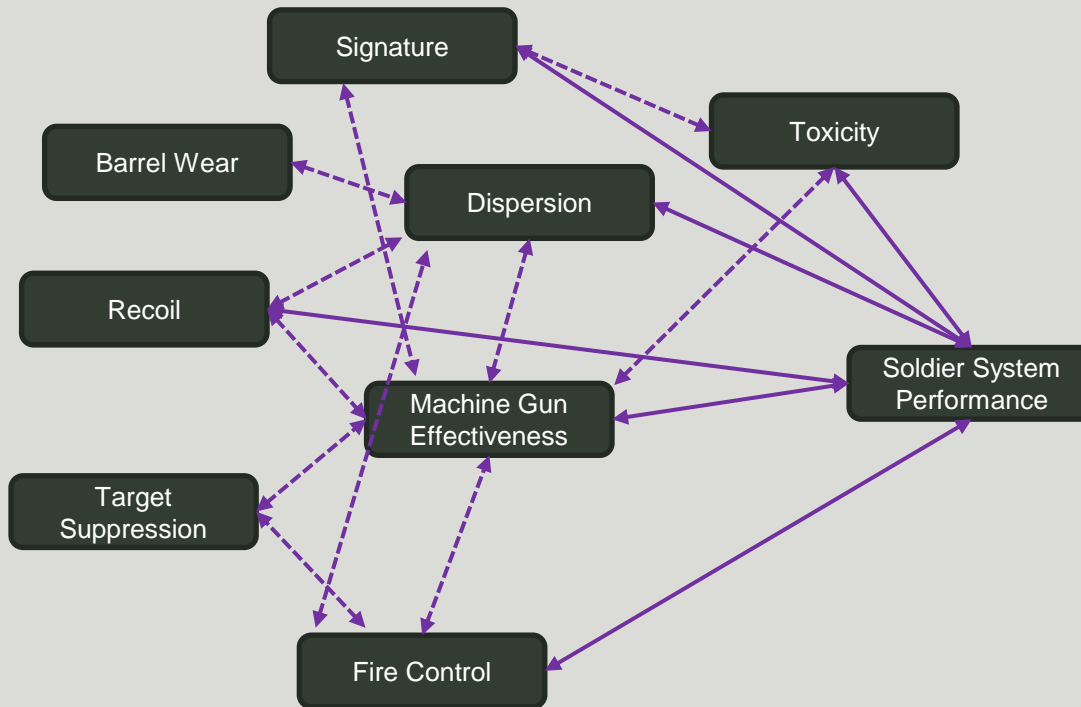 Signature
Toxicity
Barrel Wear
Dispersion
Recoil
Soldier System
Performance
Machine Gun
Effectiveness
Target
Suppression
Fire Control